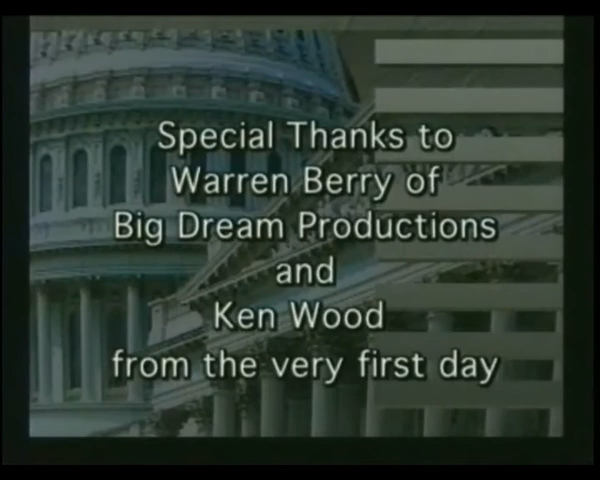 Special Thanks to
Warren Berry of
Big Dream Productions
and
Ken Wood
from the very first day